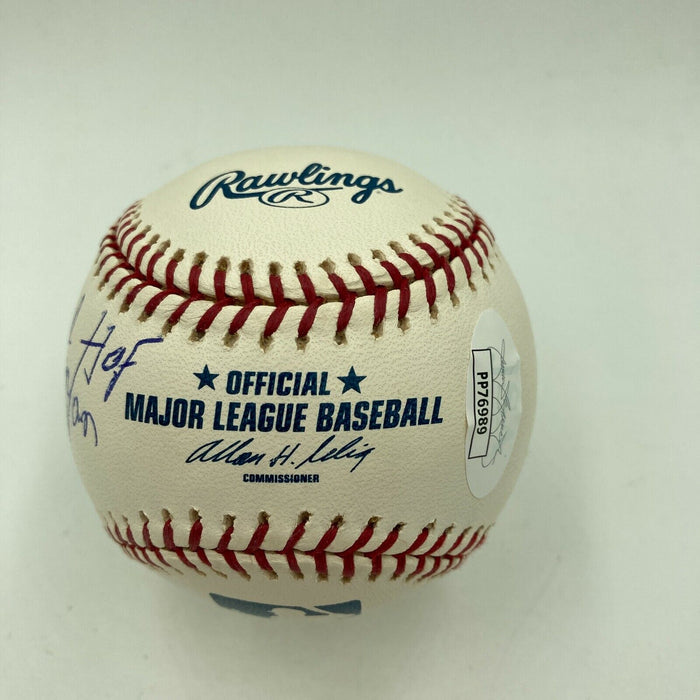 Rawlings
R
Hof
★ OFFICIAL ★
MAJOR LEAGUE BASEBALL
Allan H. Selig
COMMISSIONER
PP76989